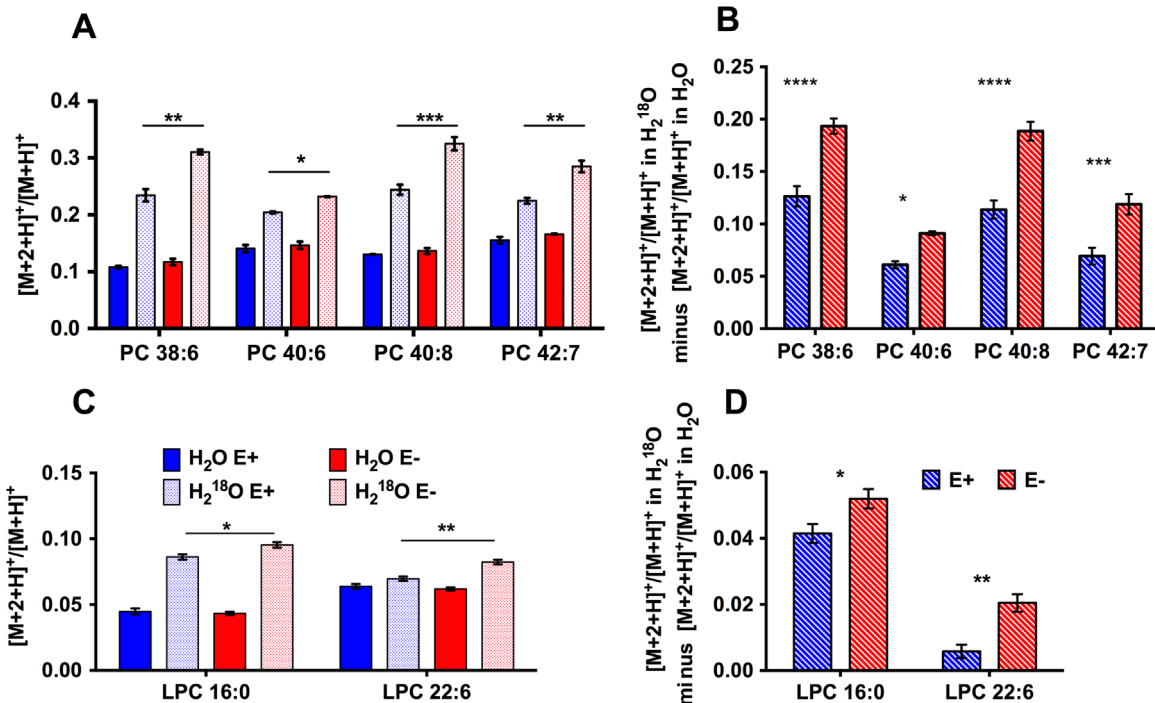 A
[M+2+H]⁺/[M+H]⁺
0.4
0.3
0.2
0.1
0.0
**
*
***
**
PC 38:6
PC 40:6
PC 40:8
PC 42:7
B
[M+2+H]⁺/[M+H]⁺ in H₂¹⁸O
minus [M+2+H]⁺/[M+H]⁺ in H₂O
0.25
0.20
0.15
0.10
0.05
0.00
****
*
****
***
PC 38:6
PC 40:6
PC 40:8
PC 42:7
C
[M+2+H]⁺/[M+H]⁺
H₂O E+
H₂O E-
H₂¹⁸O E+
H₂¹⁸O E-
0.15
0.10
0.05
0.00
*
**
LPC 16:0
LPC 22:6
D
[M+2+H]⁺/[M+H]⁺ in H₂¹⁸O
minus [M+2+H]⁺/[M+H]⁺ in H₂O
0.06
0.04
0.02
0.00
*
**
E+
E-
LPC 16:0
LPC 22:6